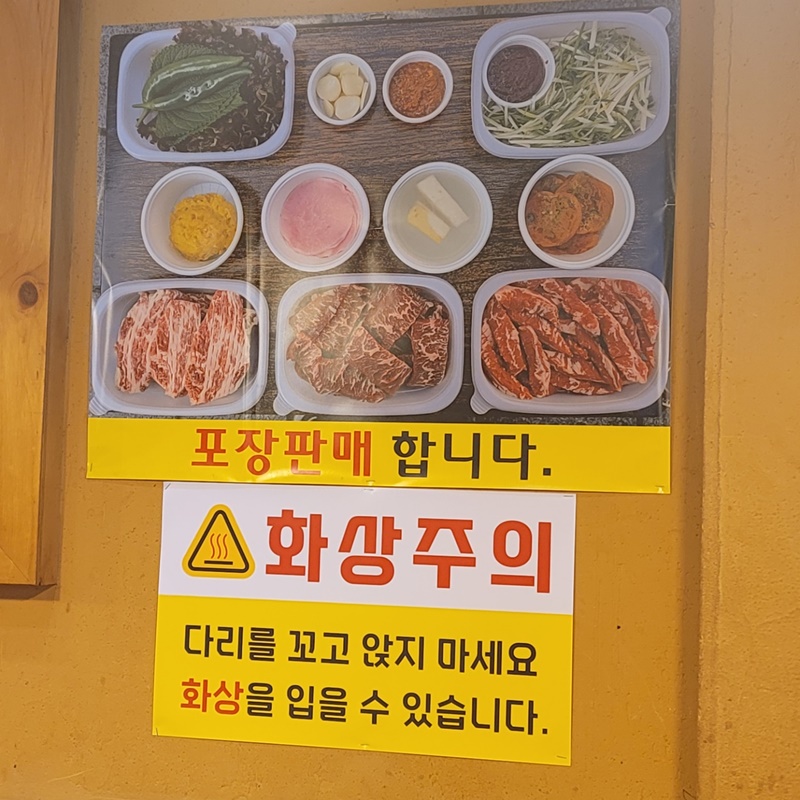 포장판매 합니다.
화상주의
다리를 꼬고 앉지 마세요
화상을 입을 수 있습니다.